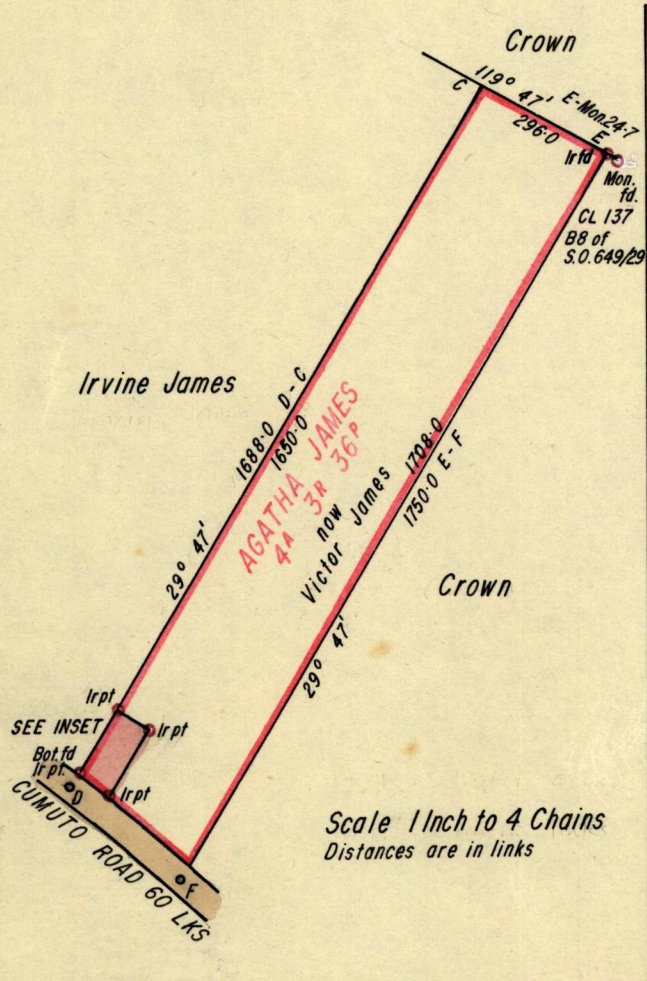 Crown
C
119° 47'
E-Mon.24·7
296·0
E
Irfd
Mon.
fd.
CL 137
B8 of
S.O.649/29
Irvine James
D-C
1688·0
1650·0
AGATHA JAMES
4A 3R 36P
now
Victor James
1708·0
1750·0 E-F
29° 47'
Crown
29° 47'
Irpt
SEE INSET
Irpt
Bot.fd
Irpt.
D
Irpt
CUMUTO ROAD 60 LKS
F
Scale 1 Inch to 4 Chains
Distances are in links